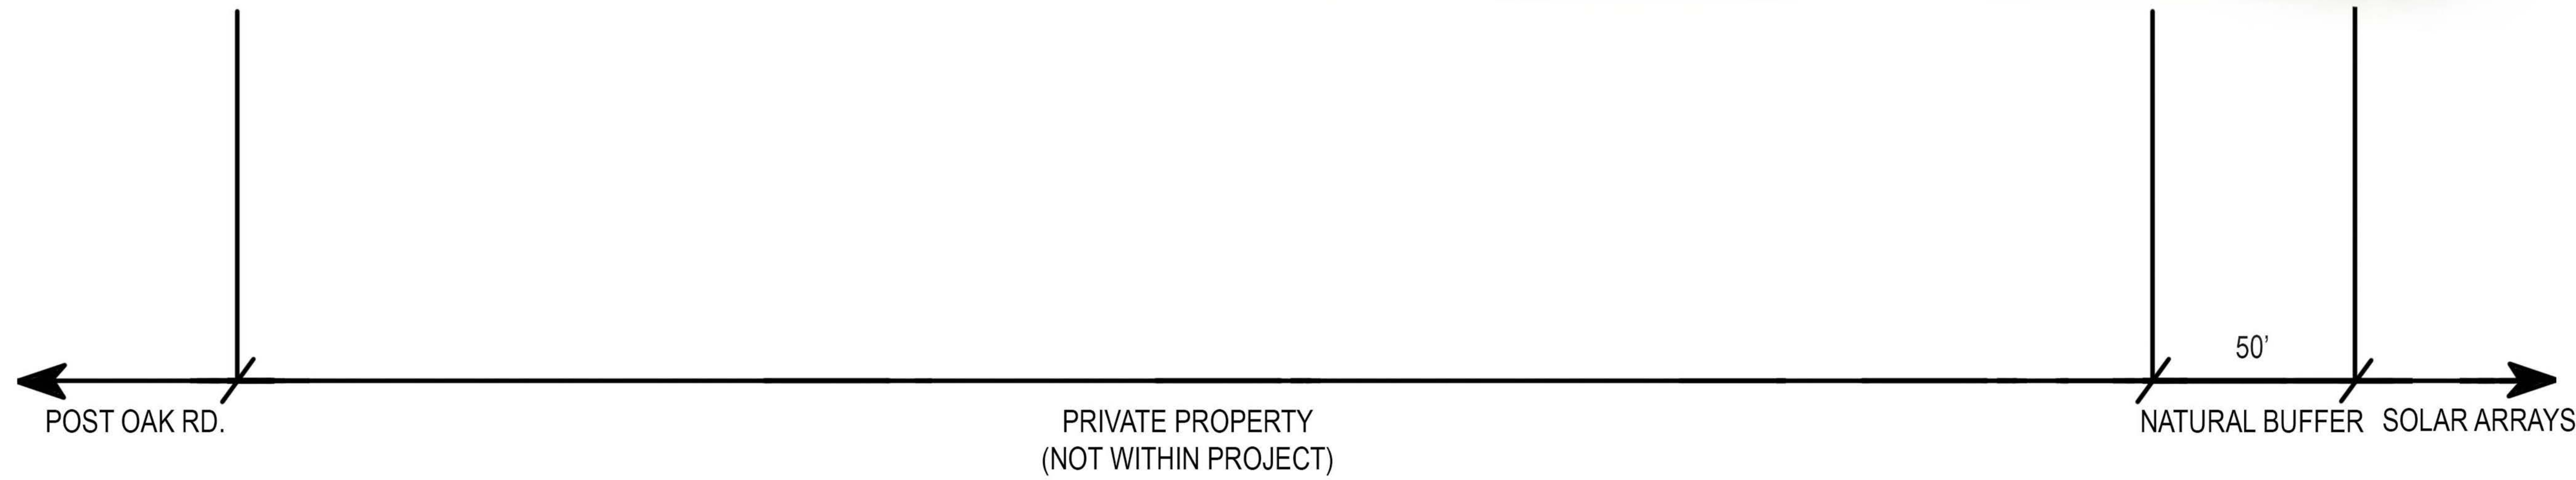 50’
POST OAK RD.
PRIVATE PROPERTY
(NOT WITHIN PROJECT)
NATURAL BUFFER
SOLAR ARRAYS